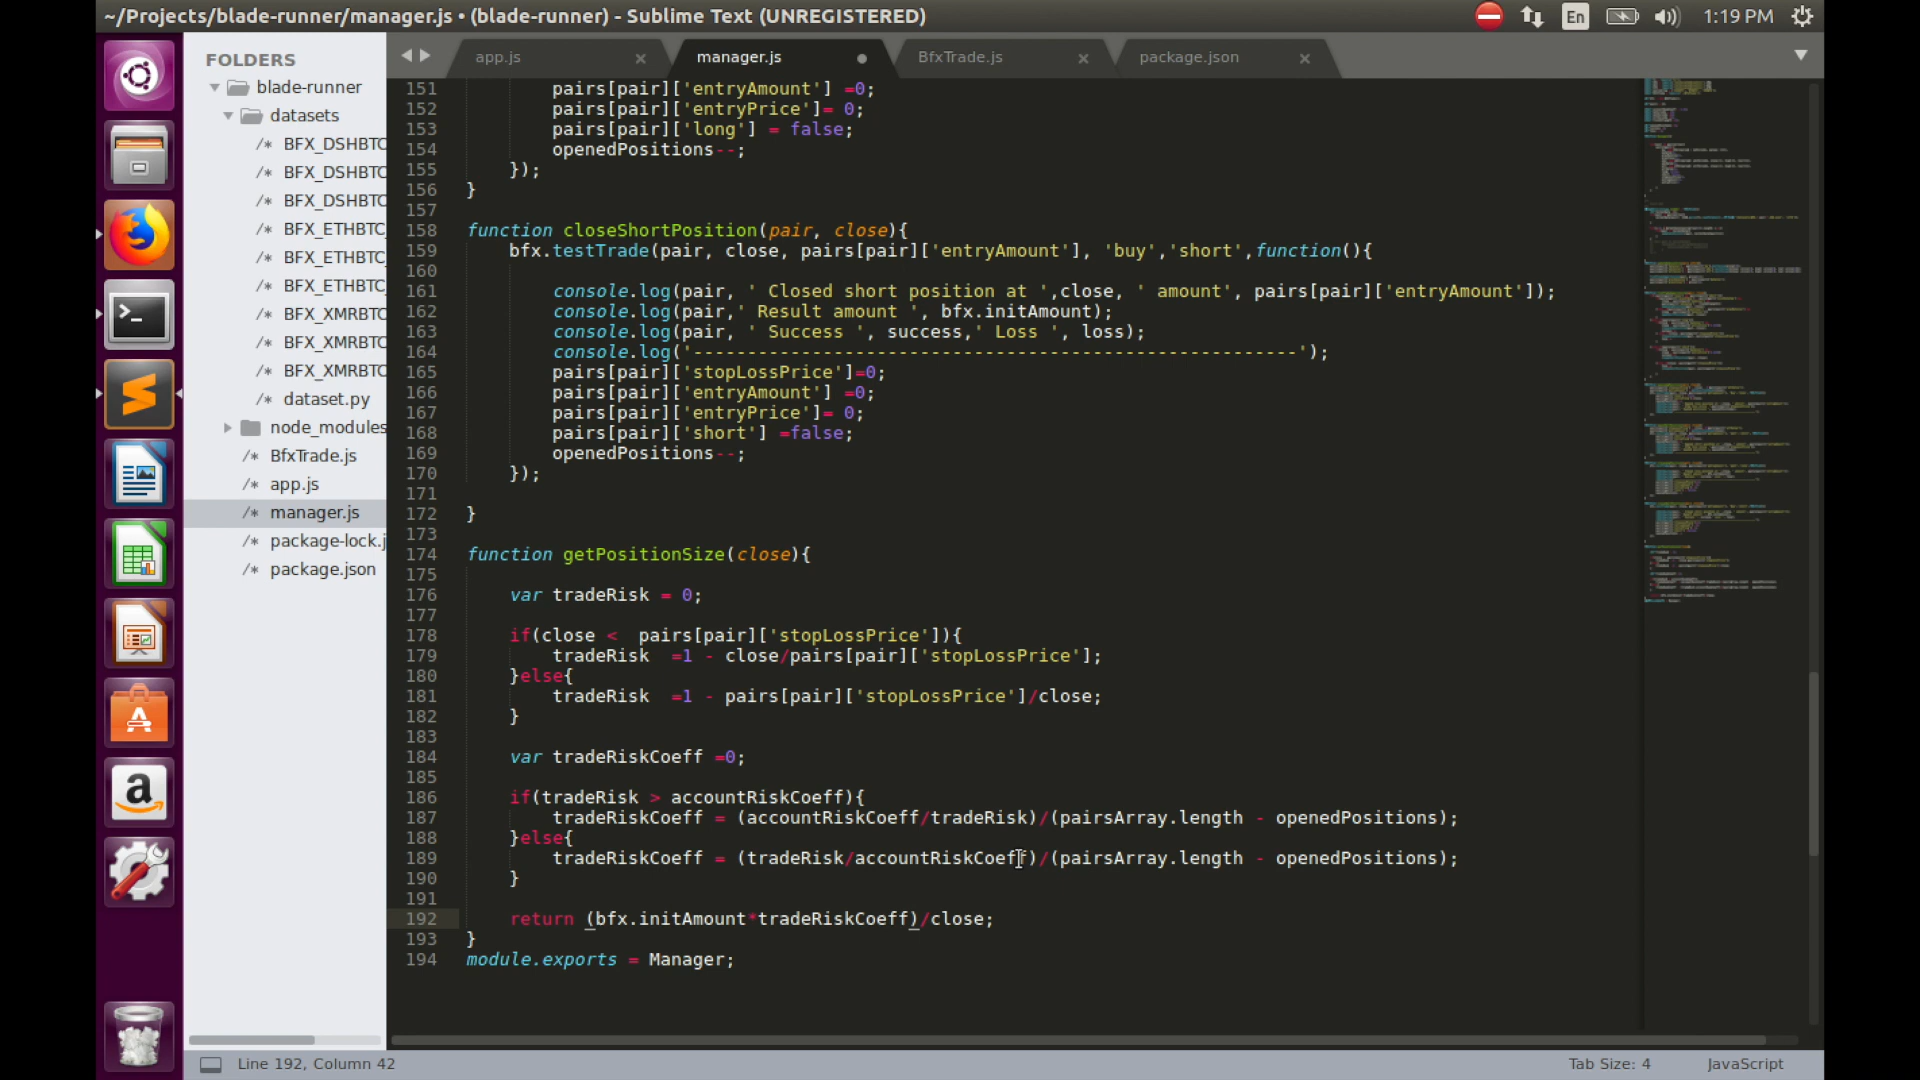 ~/Projects/blade-runner/manager.js • (blade-runner) - Sublime Text (UNREGISTERED)
En
1:19 PM
FOLDERS
blade-runner
datasets
/* BFX_DSHBTC
/* BFX_DSHBTC
/* BFX_DSHBTC
/* BFX_ETHBTC_
/* BFX_ETHBTC_
/* BFX_ETHBTC_
/* BFX_XMRBTC
/* BFX_XMRBTC
/* BFX_XMRBTC
/* dataset.py
node_modules
/* BfxTrade.js
/* app.js
/* manager.js
/* package-lock.j
/* package.json
app.js
manager.js
BfxTrade.js
package.json
151 pairs[pair]['entryAmount'] =0;
152 pairs[pair]['entryPrice']= 0;
153 pairs[pair]['long'] = false;
154 openedPositions--;
155 });
156 }
157
158 function closeShortPosition(pair, close){
159 bfx.testTrade(pair, close, pairs[pair]['entryAmount'], 'buy','short',function(){
160
161 console.log(pair, ' Closed short position at ',close, ' amount', pairs[pair]['entryAmount']);
162 console.log(pair,' Result amount ', bfx.initAmount);
163 console.log(pair, ' Success ', success,' Loss ', loss);
164 console.log('--------------------------------------------------------');
165 pairs[pair]['stopLossPrice']=0;
166 pairs[pair]['entryAmount'] =0;
167 pairs[pair]['entryPrice']= 0;
168 pairs[pair]['short'] =false;
169 openedPositions--;
170 });
171
172 }
173
174 function getPositionSize(close){
175
176 var tradeRisk = 0;
177
178 if(close <  pairs[pair]['stopLossPrice']){
179 tradeRisk  =1 - close/pairs[pair]['stopLossPrice'];
180 }else{
181 tradeRisk  =1 - pairs[pair]['stopLossPrice']/close;
182 }
183
184 var tradeRiskCoeff =0;
185
186 if(tradeRisk > accountRiskCoeff){
187 tradeRiskCoeff = (accountRiskCoeff/tradeRisk)/(pairsArray.length - openedPositions);
188 }else{
189 tradeRiskCoeff = (tradeRisk/accountRiskCoeff)/(pairsArray.length - openedPositions);
190 }
191
192 return (bfx.initAmount*tradeRiskCoeff)/close;
193 }
194 module.exports = Manager;
Line 192, Column 42
Tab Size: 4
JavaScript